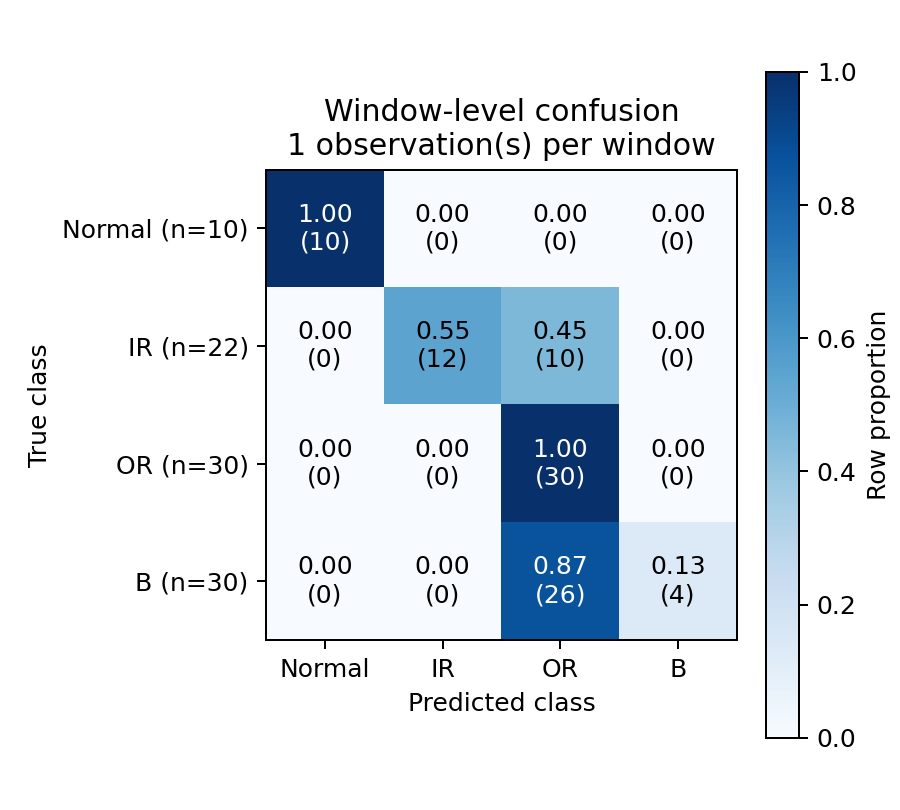 Window-level confusion
1 observation(s) per window
True class
Normal (n=10)
1.00 0.00 0.00 0.00
(10) (0) (0) (0)
IR (n=22)
0.00 0.55 0.45 0.00
(0) (12) (10) (0)
OR (n=30)
0.00 0.00 1.00 0.00
(0) (0) (30) (0)
B (n=30)
0.00 0.00 0.87 0.13
(0) (0) (26) (4)
Normal IR OR B
Predicted class
1.0
0.8
0.6
0.4
0.2
0.0
Row proportion